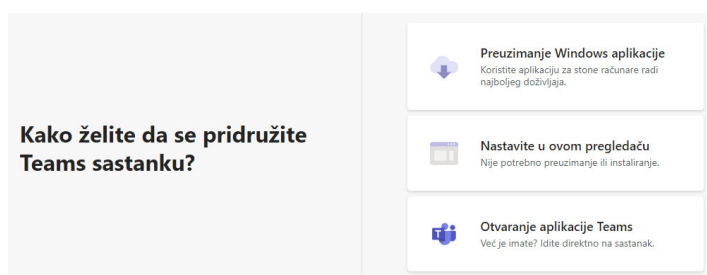 Kako želite da se pridružite
Teams sastanku?
Preuzimanje Windows aplikacije
Koristite aplikaciju za stone računare radi
najboljeg doživljaja.
Nastavite u ovom pregledaču
Nije potrebno preuzimanje ili instaliranje.
Otvaranje aplikacije Teams
Već je imate? Idite direktno na sastanak.